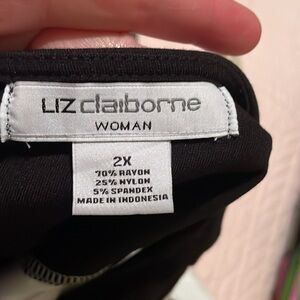 LIZ claiborne
WOMAN
2X
70% RAYON
25% NYLON
5% SPANDEX
MADE IN INDONESIA